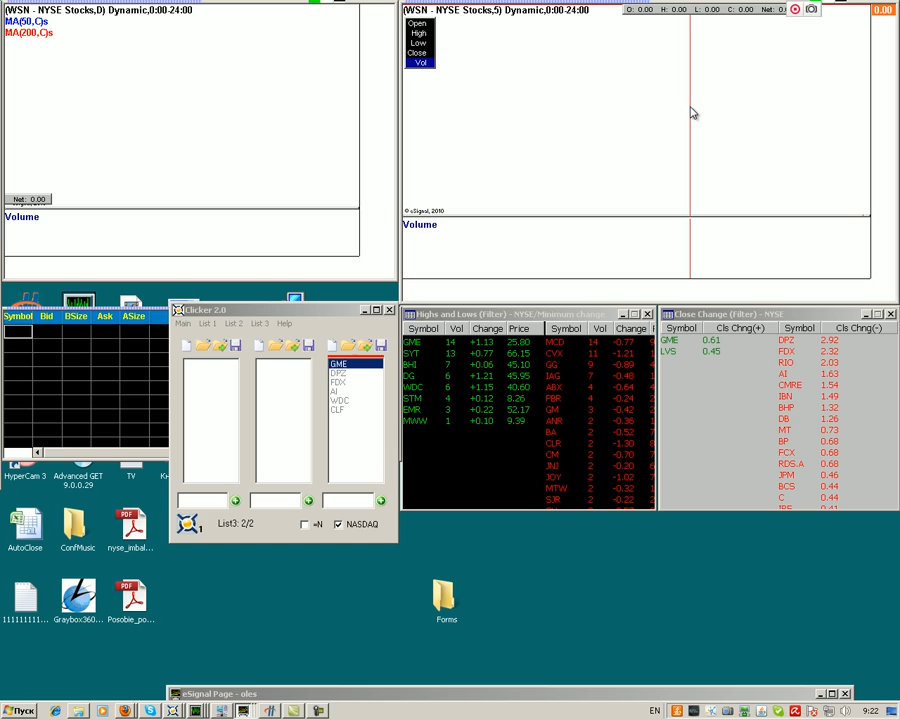 (WSN - NYSE Stocks,D) Dynamic,0:00-24:00
MA(50,C)s
MA(200,C)s
Net: 0.00
Volume
(WSN - NYSE Stocks,5) Dynamic,0:00-24:00
O: 0.00 H: 0.00 L: 0.00 C: 0.00 Net:
0.00
Open
High
Low
Close
Vol
© eSignal, 2010
Volume
Symbol Bid BSize Ask ASize
Clicker 2.0
Main List 1 List 2 List 3 Help
GME
DPZ
FDX
AI
WDC
CLF
List3: 2/2
=N
NASDAQ
Highs and Lows (Filter) - NYSE/Minimum change
Symbol Vol Change Price Symbol Vol Change
GME 14 +1.13 25.80 MCD 14 -0.77
SYT 13 +0.77 66.15 CVX 11 -1.21
BHI 7 +0.06 45.10 GG 9 -0.89
OG 6 +1.21 45.95 IAG 7 -0.48
WDC 6 +1.15 40.60 ABX 4 -0.64
STM 4 +0.12 8.26 PBR 4 -0.24
EMR 3 +0.22 52.17 GM 3 -0.42
MWW 1 +0.10 9.39 ANR 2 -0.36
BA 2 -0.52
CLR 2 -1.30
CM 2 -0.70
JNJ 2 -0.20
JOY 2 -1.02
MTW 2 -0.32
SJR 2 -0.22
Close Change (Filter) - NYSE
Symbol Cls Chng(+) Symbol Cls Chng(-)
GME 0.61 DPZ 2.92
LVS 0.45 FDX 2.32
RIO 2.03
AI 1.63
CMRE 1.54
IBN 1.49
BHP 1.32
DB 1.26
MT 0.73
BP 0.68
FCX 0.68
RDS.A 0.68
JPM 0.46
BCS 0.44
C 0.44
HyperCam 3
Advanced GET
9.0.0.29
TV
AutoClose
ConfMusic
nyse_imbal...
111111111...
Graybox360...
Posobie_po...
Forms
eSignal Page - oles
Пуск
EN
9:22